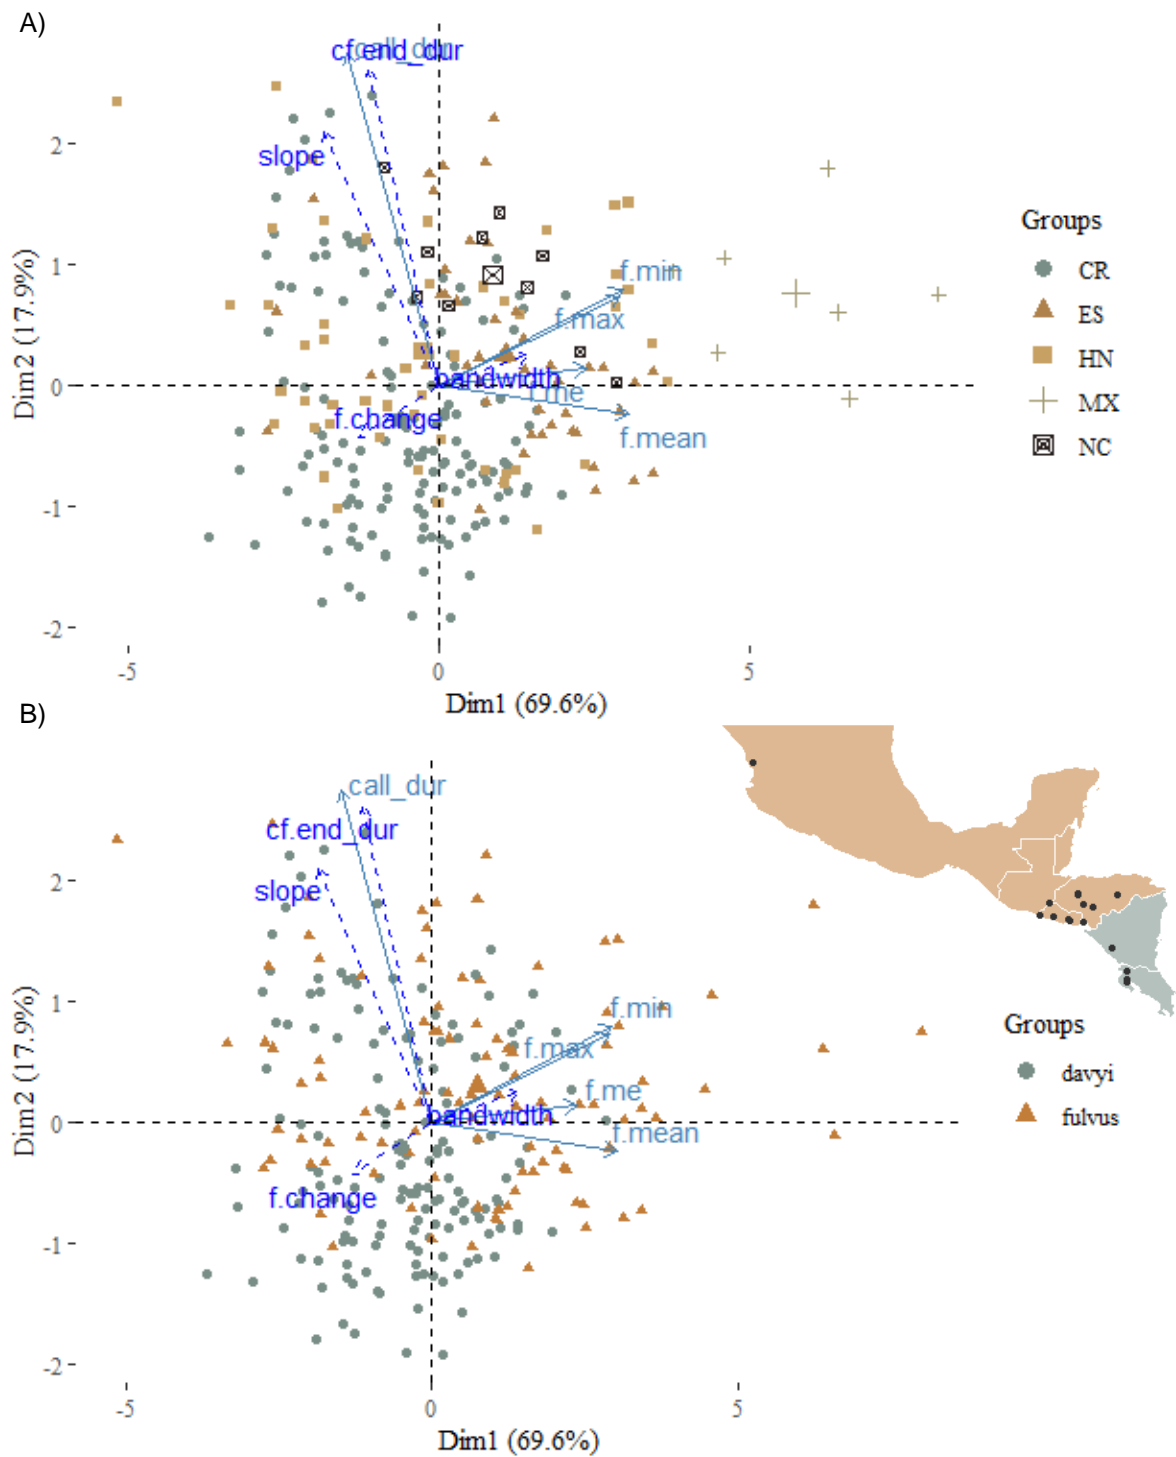 A)
cf.end_dur
call_dur
slope
f.min
f.max
bandwidth
f.me
f.change
f.mean
2
1
0
-1
-2
Dim2 (17.9%)
-5
0
5
Dim1 (69.6%)
Groups
CR
ES
HN
MX
NC
B)
call_dur
cf.end_dur
slope
f.min
f.max
f.me
bandwidth
f.mean
f.change
2
1
0
-1
-2
Dim2 (17.9%)
-5
0
5
Dim1 (69.6%)
Groups
davyi
fulvus